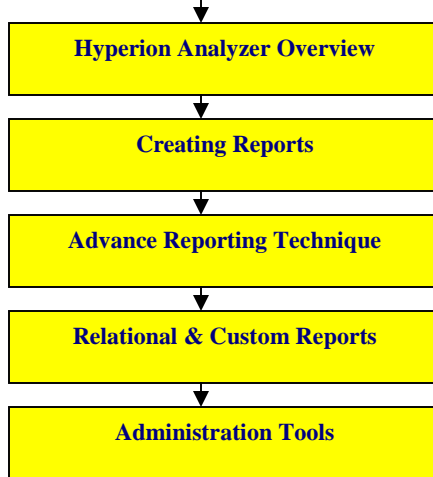 Hyperion Analyzer Overview
Creating Reports
Advance Reporting Technique
Relational & Custom Reports
Administration Tools